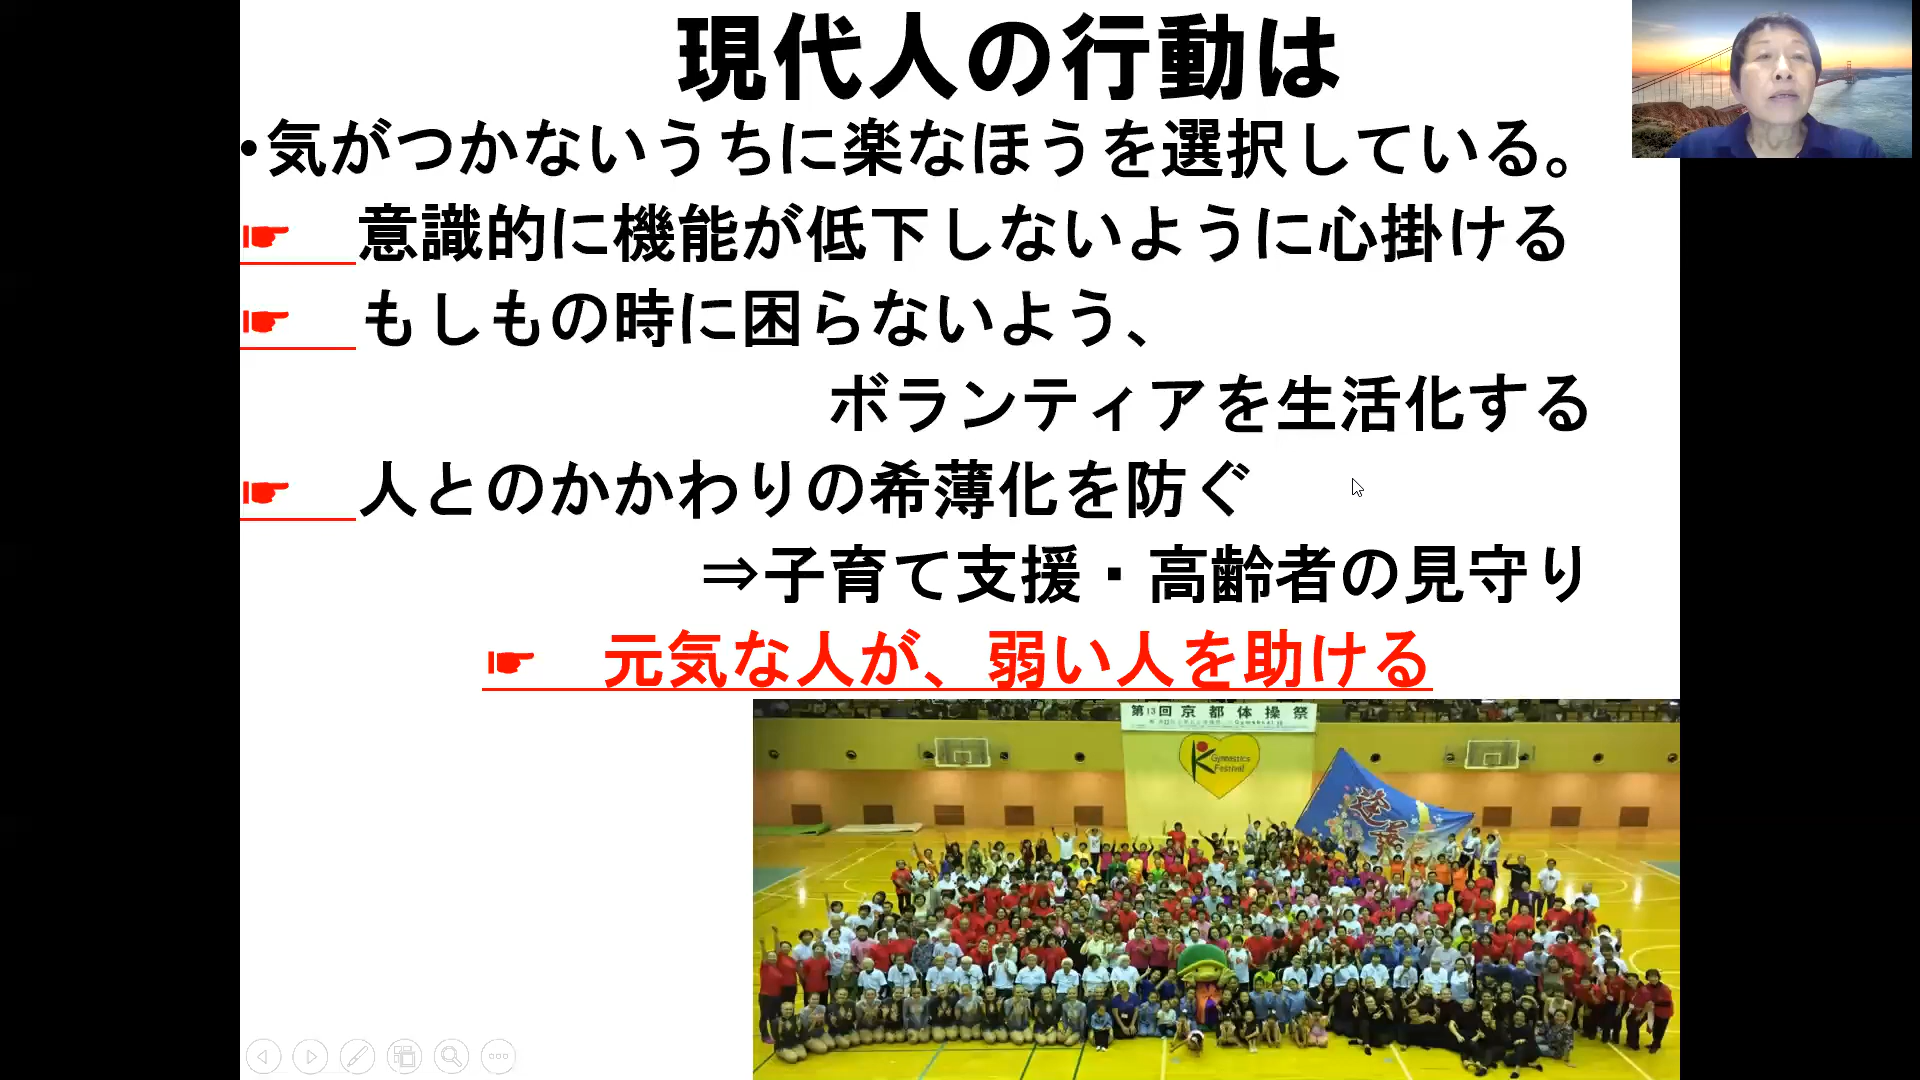 現代人の行動は
•気がつかないうちに楽なほうを選択している。
☛ 意識的に機能が低下しないように心掛ける
☛ もしもの時に困らないよう、
ボランティアを生活化する
☛ 人とのかかわりの希薄化を防ぐ
⇒子育て支援・高齢者の見守り
☛ 元気な人が、弱い人を助ける
第13回 京都体操祭
K Gymnastics
Festival